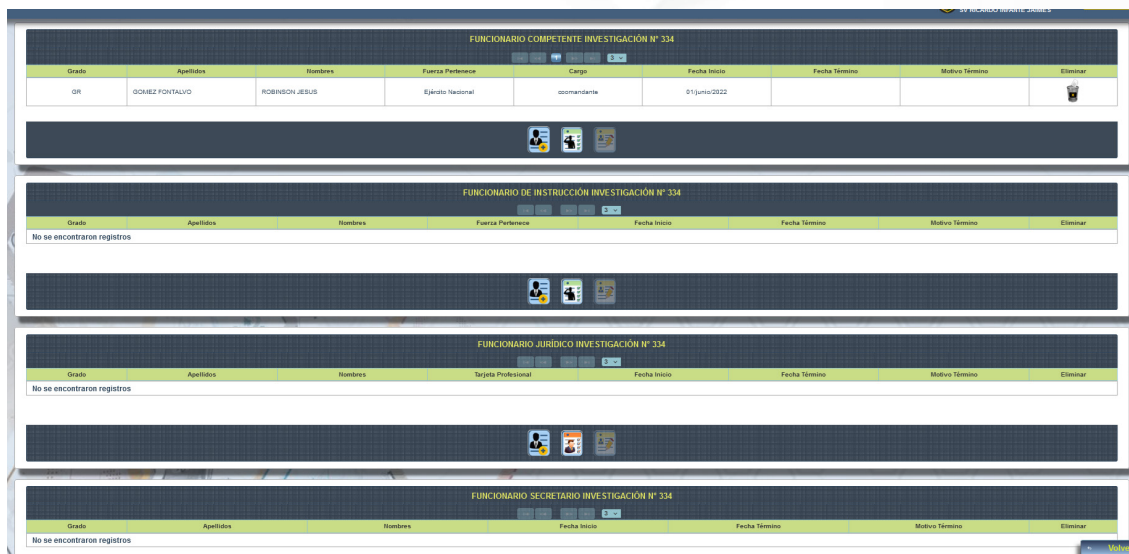 SV RICARDO INFANTE JAIMES
FUNCIONARIO COMPETENTE INVESTIGACIÓN N° 334
1 3
Grado Apellidos Nombres Fuerza Pertenece Cargo Fecha Inicio Fecha Término Motivo Término Eliminar
GR GOMEZ FONTALVO ROBINSON JESUS Ejército Nacional coomandante 01/junio/2022
FUNCIONARIO DE INSTRUCCIÓN INVESTIGACIÓN N° 334
3
Grado Apellidos Nombres Fuerza Pertenece Fecha Inicio Fecha Término Motivo Término Eliminar
No se encontraron registros
FUNCIONARIO JURÍDICO INVESTIGACIÓN N° 334
3
Grado Apellidos Nombres Tarjeta Profesional Fecha Inicio Fecha Término Motivo Término Eliminar
No se encontraron registros
FUNCIONARIO SECRETARIO INVESTIGACIÓN N° 334
3
Grado Apellidos Nombres Fecha Inicio Fecha Término Motivo Término Eliminar
No se encontraron registros